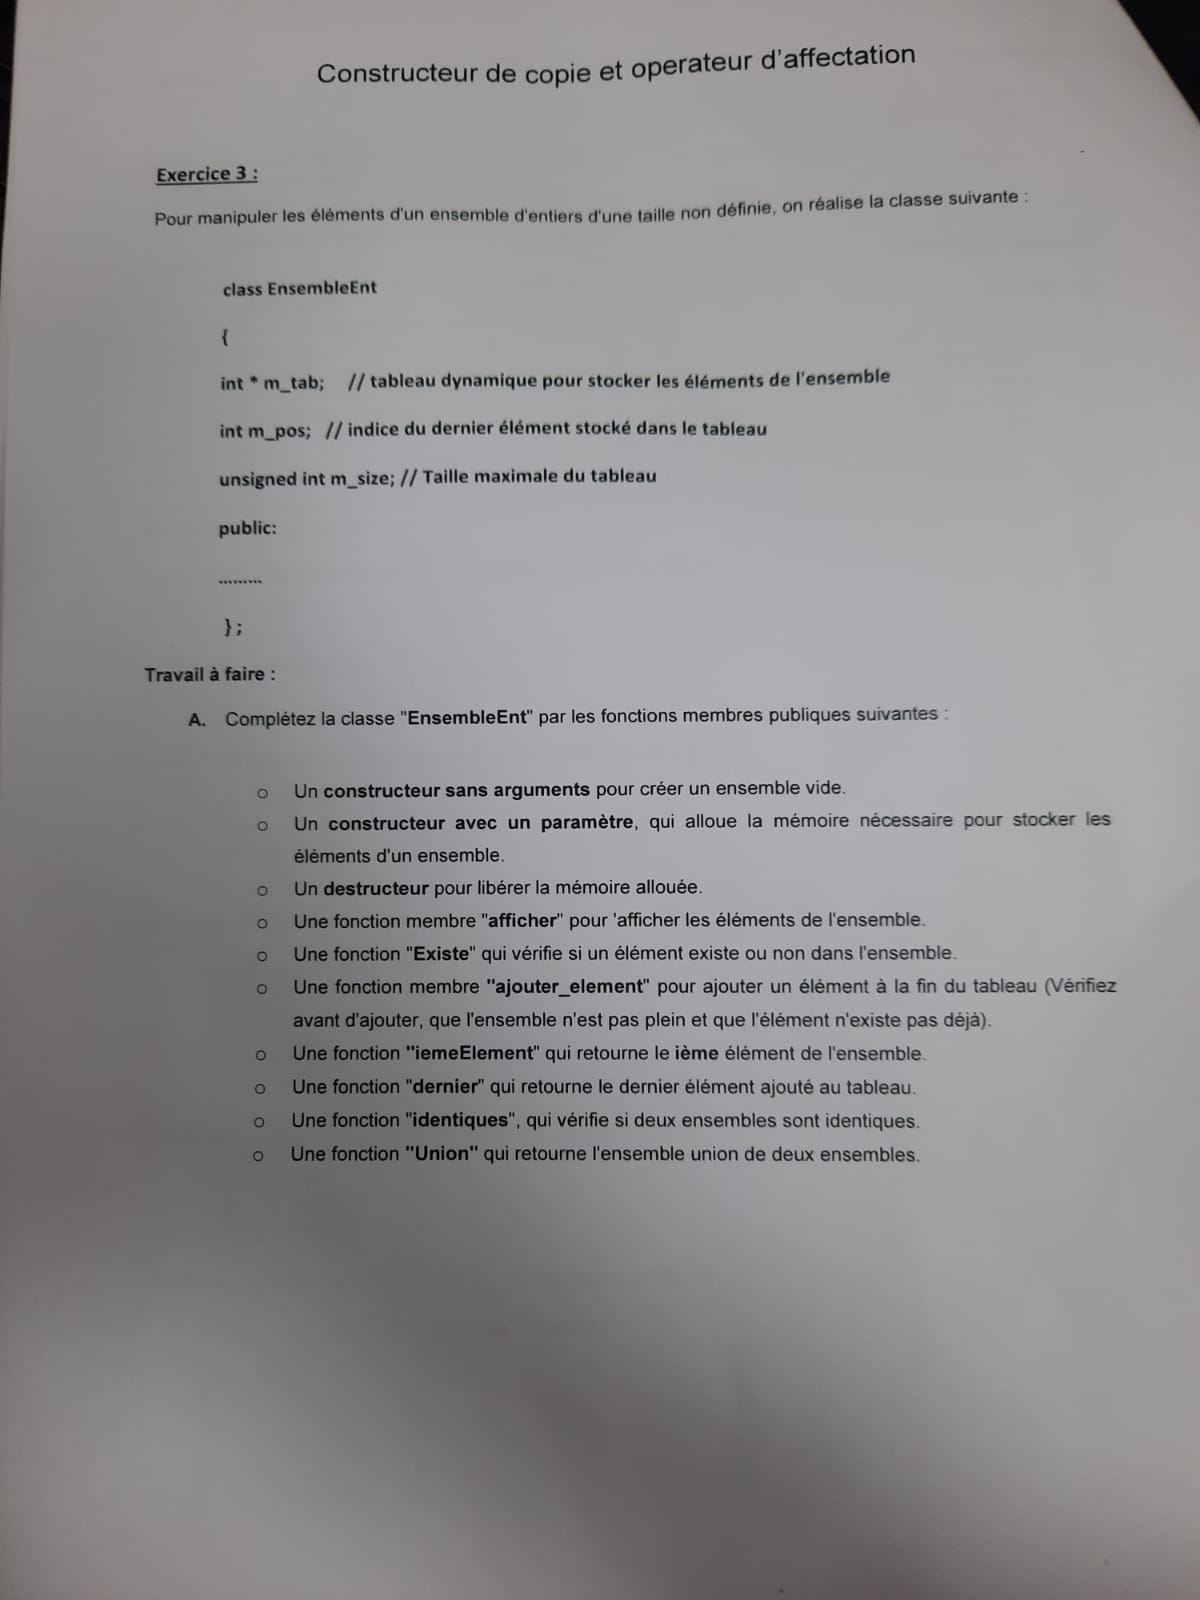 Constructeur de copie et operateur d'affectation
Exercice 3 :
Pour manipuler les éléments d'un ensemble d'entiers d'une taille non définie, on réalise la classe suivante :
class EnsembleEnt
{
int * m_tab; // tableau dynamique pour stocker les éléments de l'ensemble
int m_pos; // indice du dernier élément stocké dans le tableau
unsigned int m_size; // Taille maximale du tableau
public:
.........
};
Travail à faire :
A. Complétez la classe "EnsembleEnt" par les fonctions membres publiques suivantes :
o Un constructeur sans arguments pour créer un ensemble vide.
o Un constructeur avec un paramètre, qui alloue la mémoire nécessaire pour stocker les
éléments d'un ensemble.
o Un destructeur pour libérer la mémoire allouée.
o Une fonction membre "afficher" pour 'afficher les éléments de l'ensemble.
o Une fonction "Existe" qui vérifie si un élément existe ou non dans l'ensemble.
o Une fonction membre "ajouter_element" pour ajouter un élément à la fin du tableau (Vérifiez
avant d'ajouter, que l'ensemble n'est pas plein et que l'élément n'existe pas déjà).
o Une fonction "iemeElement" qui retourne le ième élément de l'ensemble.
o Une fonction "dernier" qui retourne le dernier élément ajouté au tableau.
o Une fonction "identiques", qui vérifie si deux ensembles sont identiques.
o Une fonction "Union" qui retourne l'ensemble union de deux ensembles.